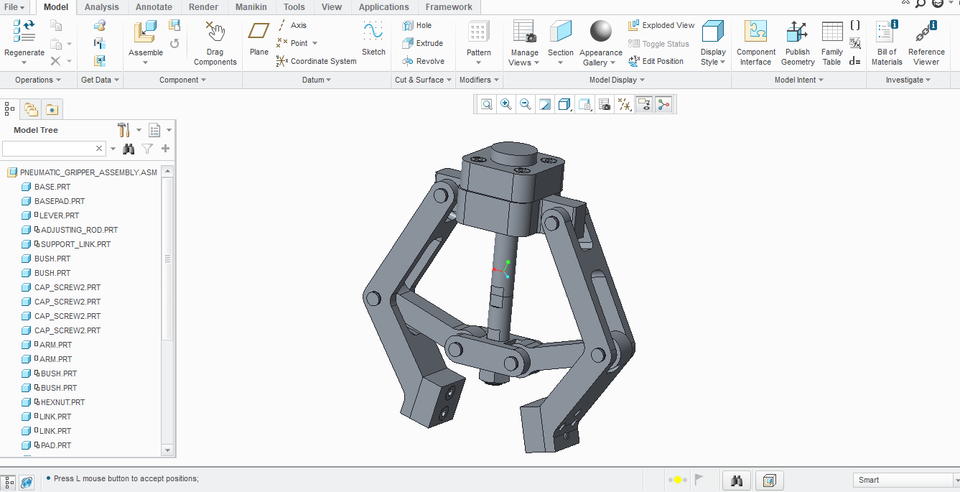 File
Model
Analysis
Annotate
Render
Manikin
Tools
View
Applications
Framework
Regenerate
Assemble
Drag
Components
Plane
Axis
Point
Coordinate System
Sketch
Hole
Extrude
Revolve
Pattern
Manage
Views
Section
Appearance
Gallery
Exploded View
Toggle Status
Edit Position
Display
Style
Component
Interface
Publish
Geometry
Family
Table
{ }
d=
Bill of
Materials
Reference
Viewer
Operations
Get Data
Component
Datum
Cut & Surface
Modifiers
Model Display
Model Intent
Investigate
Model Tree
PNEUMATIC_GRIPPER_ASSEMBLY.ASM
BASE.PRT
BASEPAD.PRT
LEVER.PRT
ADJUSTING_ROD.PRT
SUPPORT_LINK.PRT
BUSH.PRT
BUSH.PRT
CAP_SCREW2.PRT
CAP_SCREW2.PRT
CAP_SCREW2.PRT
CAP_SCREW2.PRT
ARM.PRT
ARM.PRT
BUSH.PRT
BUSH.PRT
HEXNUT.PRT
LINK.PRT
LINK.PRT
PAD.PRT
Press L mouse button to accept positions;
Smart